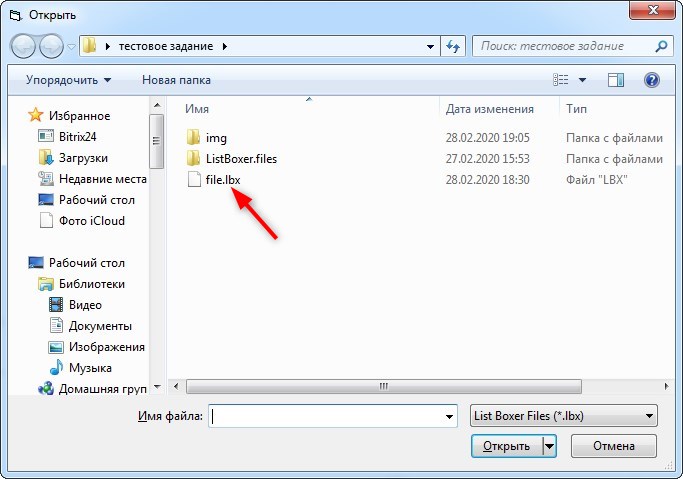 Открыть
тестовое задание
Поиск: тестовое задание
Упорядочить
Новая папка
Имя
Дата изменения
Тип
img
28.02.2020 19:05
Папка с файлами
ListBoxer.files
27.02.2020 15:53
Папка с файлами
file.lbx
28.02.2020 18:30
Файл "LBX"
Избранное
Bitrix24
Загрузки
Недавние места
Рабочий стол
Фото iCloud
Рабочий стол
Библиотеки
Видео
Документы
Изображения
Музыка
Домашняя груп
Имя файла:
List Boxer Files (*.lbx)
Открыть
Отмена